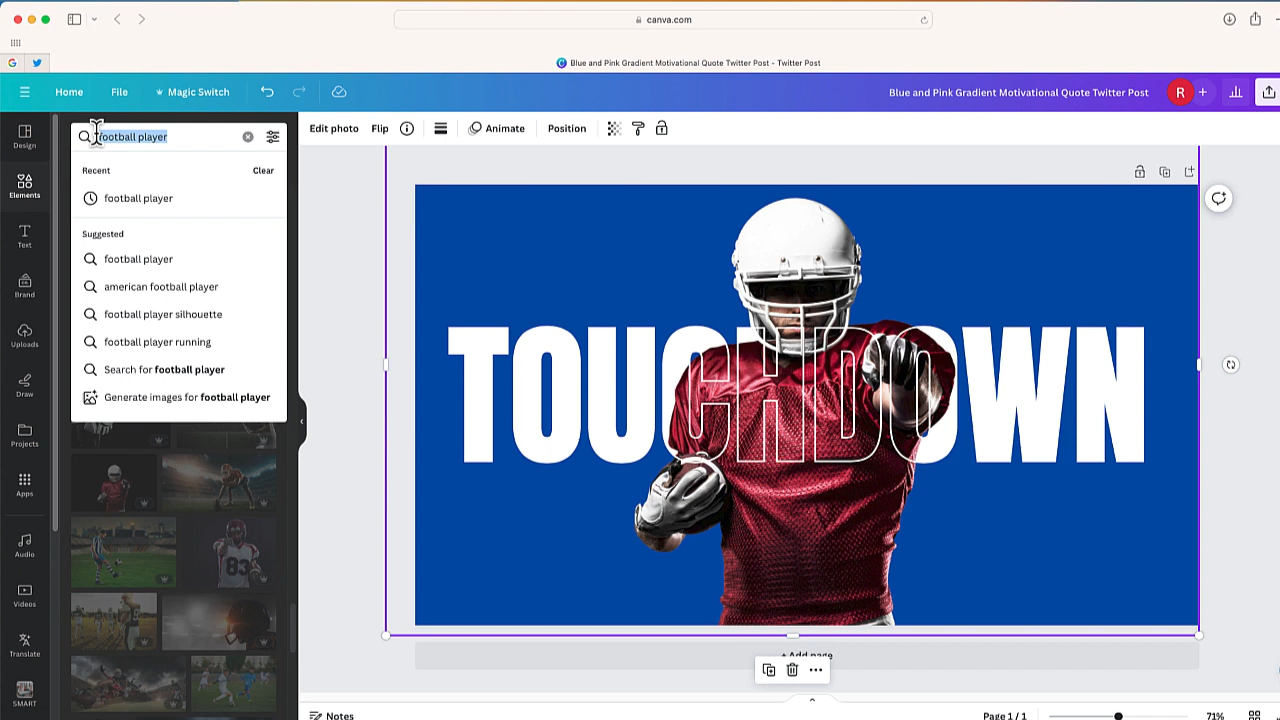 canva.com
Blue and Pink Gradient Motivational Quote Twitter Post - Twitter Post
Home
File
Magic Switch
Blue and Pink Gradient Motivational Quote Twitter Post
R
Design
Elements
Text
Brand
Uploads
Draw
Projects
Apps
Audio
Videos
Translate
SMART
football player
Recent
Clear
football player
Suggested
football player
american football player
football player silhouette
football player running
Search for football player
Generate images for football player
83
Edit photo
Flip
Animate
Position
TOUCHDOWN
+ Add page
Notes
Page 1 / 1
71%